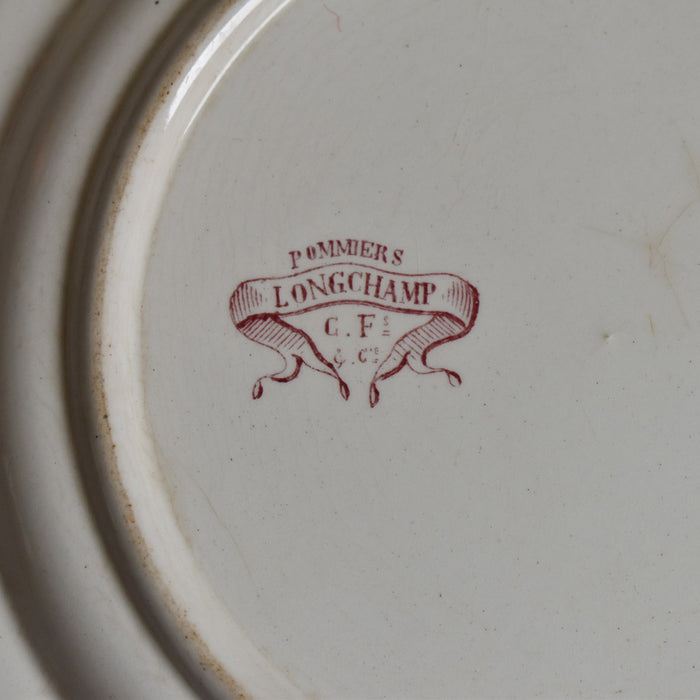 POMMIERS
LONGCHAMP
C. Fs
& . Cie